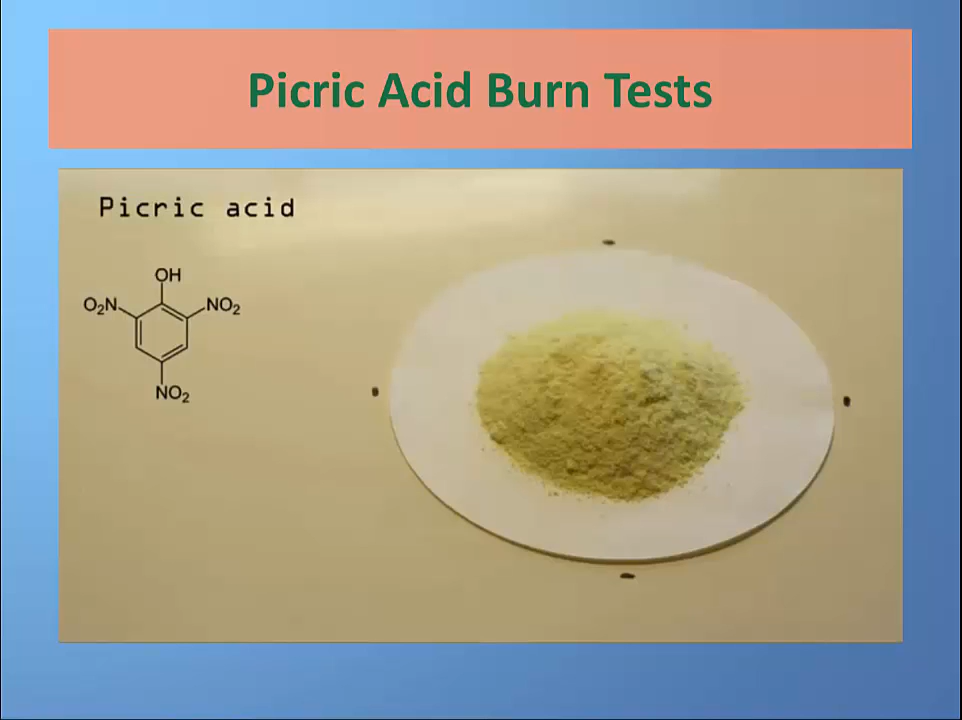 Picric Acid Burn Tests
Picric acid
OH
O₂N
NO₂
NO₂